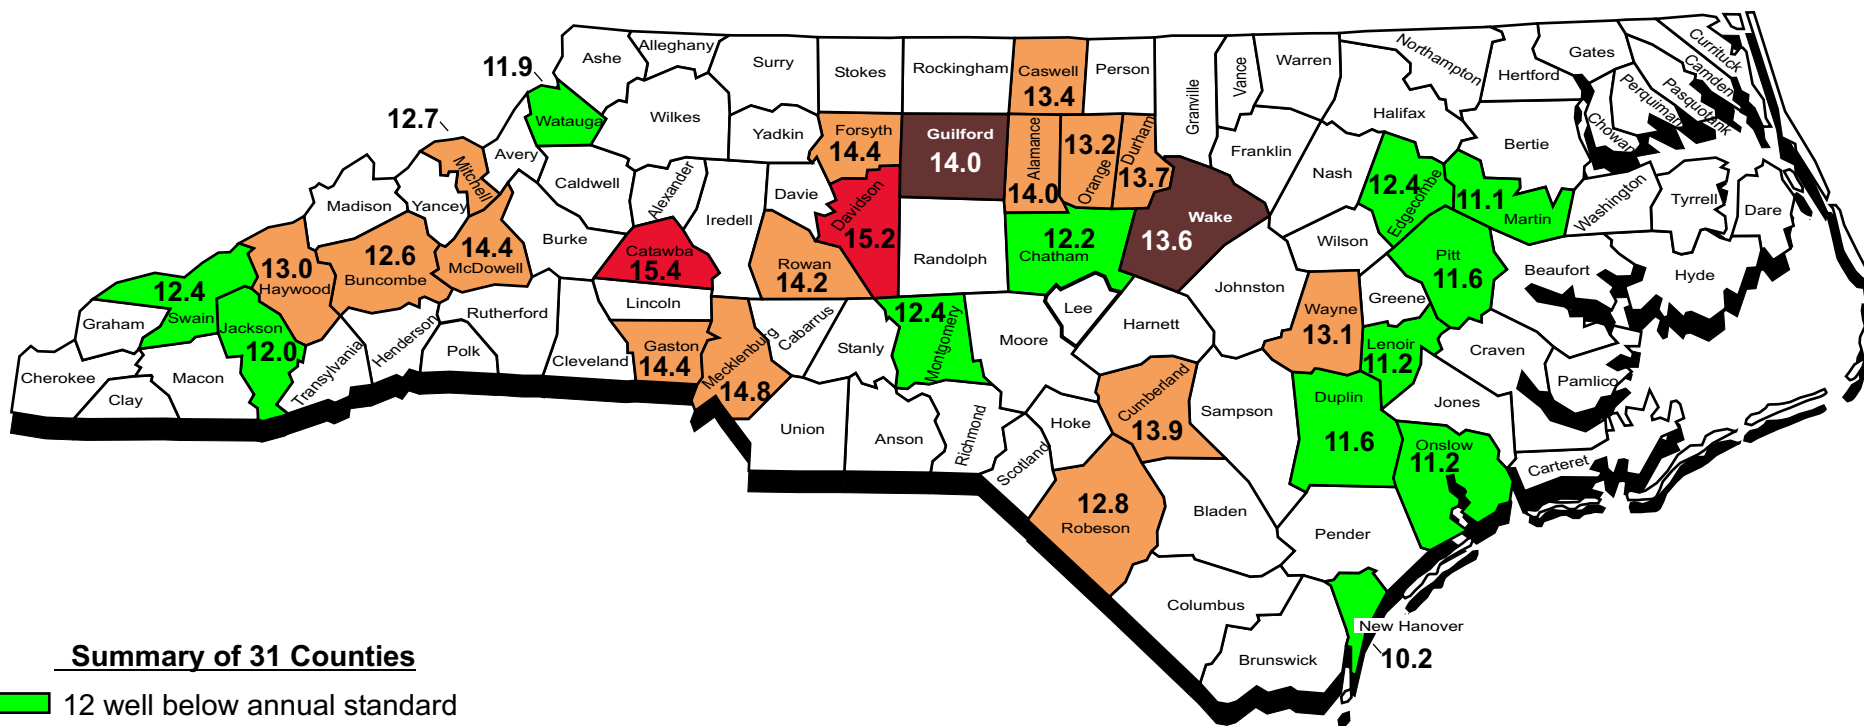 Alleghany
Ashe
Surry
Stokes
Rockingham
Caswell
13.4
Person
Granville
Vance
Warren
Northampton
Hertford
Gates
Currituck
Camden
Pasquotank
Perquimans
Chowan
11.9
Watauga
Wilkes
Yadkin
Forsyth
14.4
Guilford
14.0
Alamance
14.0
13.2
Orange
Durham
13.7
Franklin
Halifax
Bertie
12.7
Mitchell
Avery
Caldwell
Alexander
Iredell
Davie
Davidson
15.2
Wake
13.6
Nash
12.4
Edgecombe
11.1
Martin
Washington
Tyrrell
Dare
Madison
Yancey
14.4
McDowell
Burke
Catawba
15.4
Rowan
14.2
Randolph
12.2
Chatham
Wilson
Pitt
11.6
Beaufort
Hyde
13.0
Haywood
12.6
Buncombe
12.4
Swain
Graham
Jackson
12.0
Rutherford
Lincoln
Johnston
Greene
Wayne
13.1
Lee
Harnett
Cherokee
Macon
Clay
Transylvania
Henderson
Polk
Cleveland
Gaston
14.4
Mecklenburg
14.8
Cabarrus
Stanly
12.4
Montgomery
Moore
Lenoir
11.2
Craven
Pamlico
Jones
Union
Anson
Richmond
Scotland
Hoke
Cumberland
13.9
Sampson
Duplin
11.6
Onslow
11.2
Carteret
12.8
Robeson
Bladen
Pender
Columbus
Brunswick
New Hanover
10.2
Summary of 31 Counties
12 well below annual standard